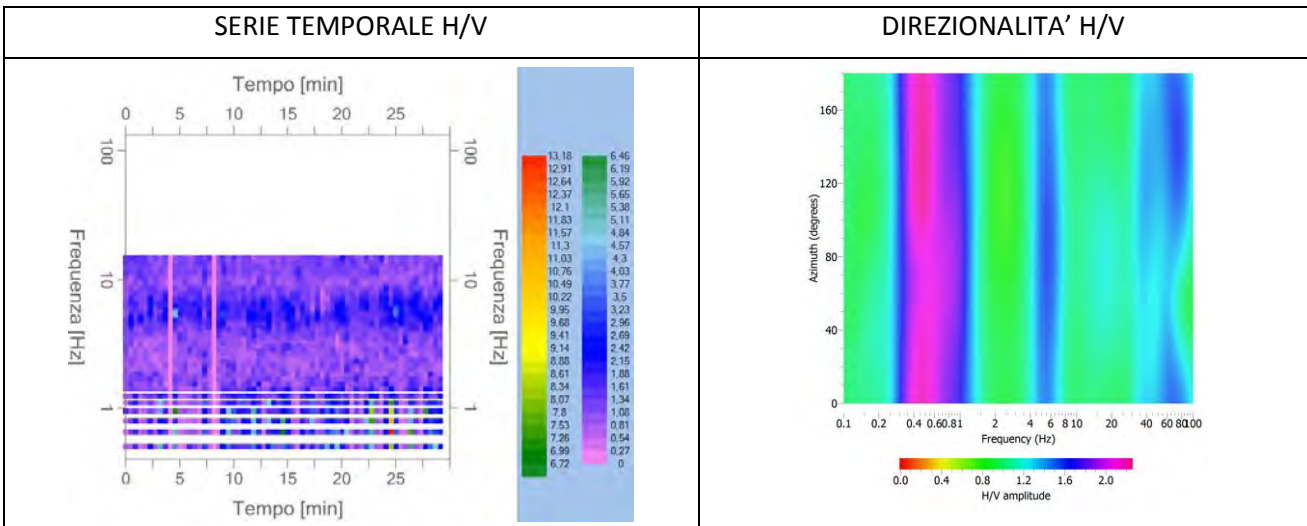 SERIE TEMPORALE H/V
DIREZIONALITA’ H/V
Tempo [min]
0 5 10 15 20 25
100 100
10 10
1 1
Frequenza [Hz]
Frequenza [Hz]
0 5 10 15 20 25
Tempo [min]
13,18 6,46
12,91 6,19
12,64 5,92
12,37 5,65
12,1 5,38
11,83 5,11
11,57 4,84
11,3 4,57
11,03 4,3
10,76 4,03
10,49 3,77
10,22 3,5
9,95 3,23
9,68 2,96
9,41 2,69
9,14 2,42
8,88 2,15
8,61 1,88
8,34 1,61
8,07 1,34
7,8 1,08
7,53 0,81
7,26 0,54
6,99 0,27
6,72 0
Azimuth (degrees)
160
120
80
40
0
0.1 0.2 0.4 0.60.81 2 4 6 8 10 20 40 60 80100
Frequency (Hz)
0.0 0.4 0.8 1.2 1.6 2.0
H/V amplitude